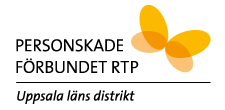 PERSONSKADE
FÖRBUNDET RTP
Uppsala läns distrikt